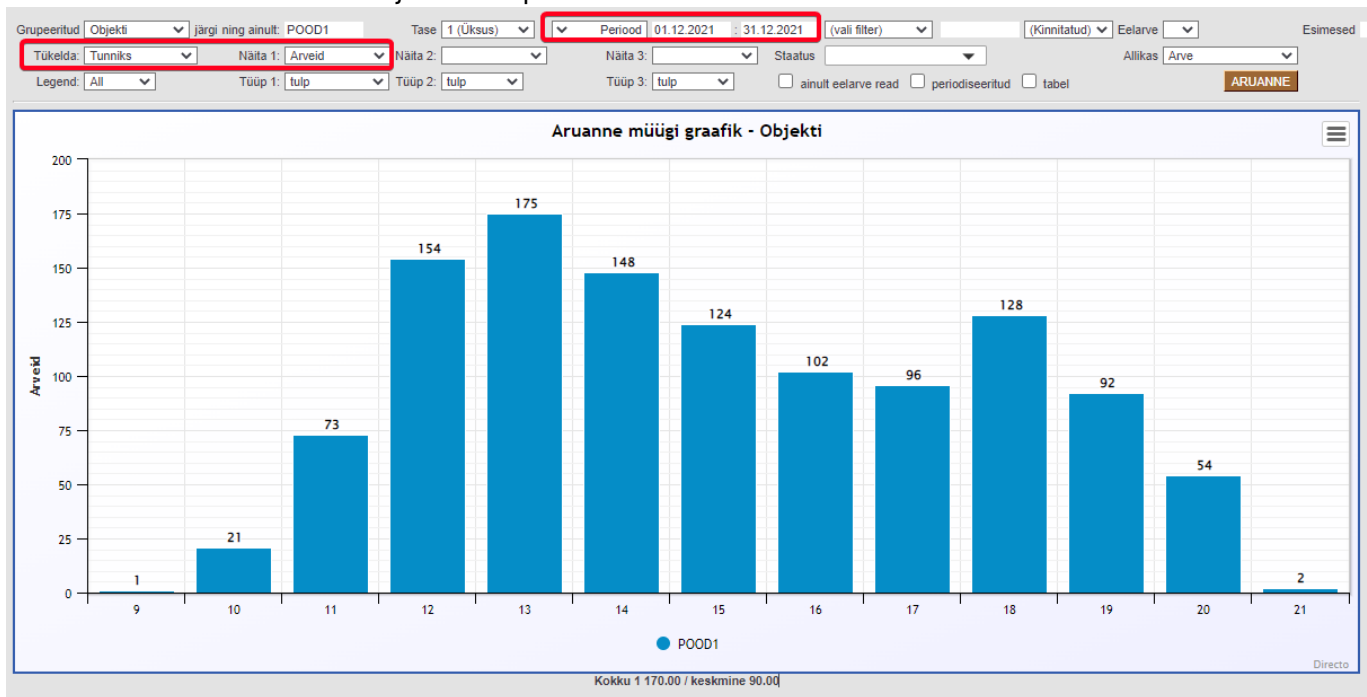 Grupeeritud Objekti järgi ning ainult: POOD1 Tase 1 (Üksus) Periood 01.12.2021 : 31.12.2021 (vali filter) (Kinnitatud) Eelarve Esimesed
Tükelda: Tunniks Näita 1: Arveid Näita 2: Näita 3: Staatus Allikas Arve
Legend: All Tüüp 1: tulp Tüüp 2: tulp Tüüp 3: tulp ainult eelarve read periodiseeritud tabel ARUANNE
Aruanne müügi graafik - Objekti
200
175
150
125
100
75
50
25
0
Arveid
1
21
73
154
175
148
124
102
96
128
92
54
2
9 10 11 12 13 14 15 16 17 18 19 20 21
POOD1
Directo
Kokku 1 170.00 / keskmine 90.00